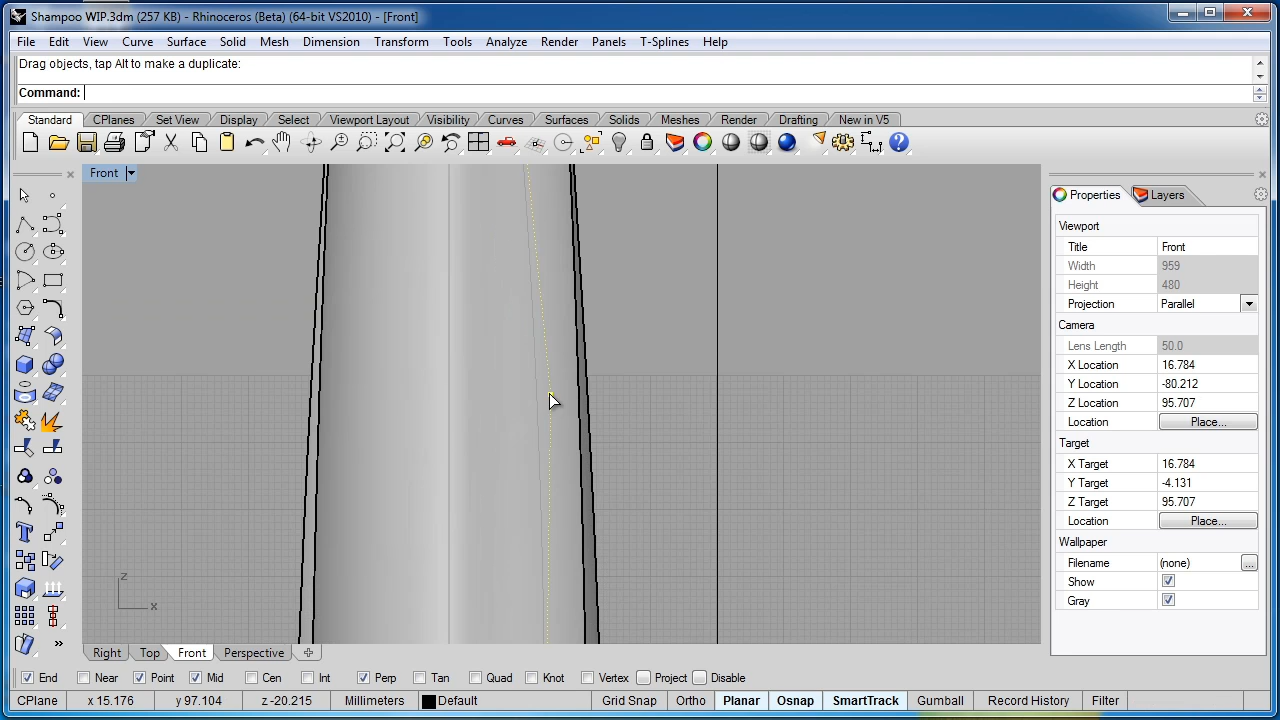 Shampoo WIP.3dm (257 KB) - Rhinoceros (Beta) (64-bit VS2010) - [Front]
File Edit View Curve Surface Solid Mesh Dimension Transform Tools Analyze Render Panels T-Splines Help
Drag objects, tap Alt to make a duplicate:
Command:
Standard CPlanes Set View Display Select Viewport Layout Visibility Curves Surfaces Solids Meshes Render Drafting New in V5
Front
Properties Layers
Viewport
Title Front
Width 959
Height 480
Projection Parallel
Camera
Lens Length 50.0
X Location 16.784
Y Location -80.212
Z Location 95.707
Location Place...
Target
X Target 16.784
Y Target -4.131
Z Target 95.707
Location Place...
Wallpaper
Filename (none) ...
Show
Gray
z
x
Right Top Front Perspective
End Near Point Mid Cen Int Perp Tan Quad Knot Vertex Project Disable
CPlane x 15.176 y 97.104 z -20.215 Millimeters Default Grid Snap Ortho Planar Osnap SmartTrack Gumball Record History Filter